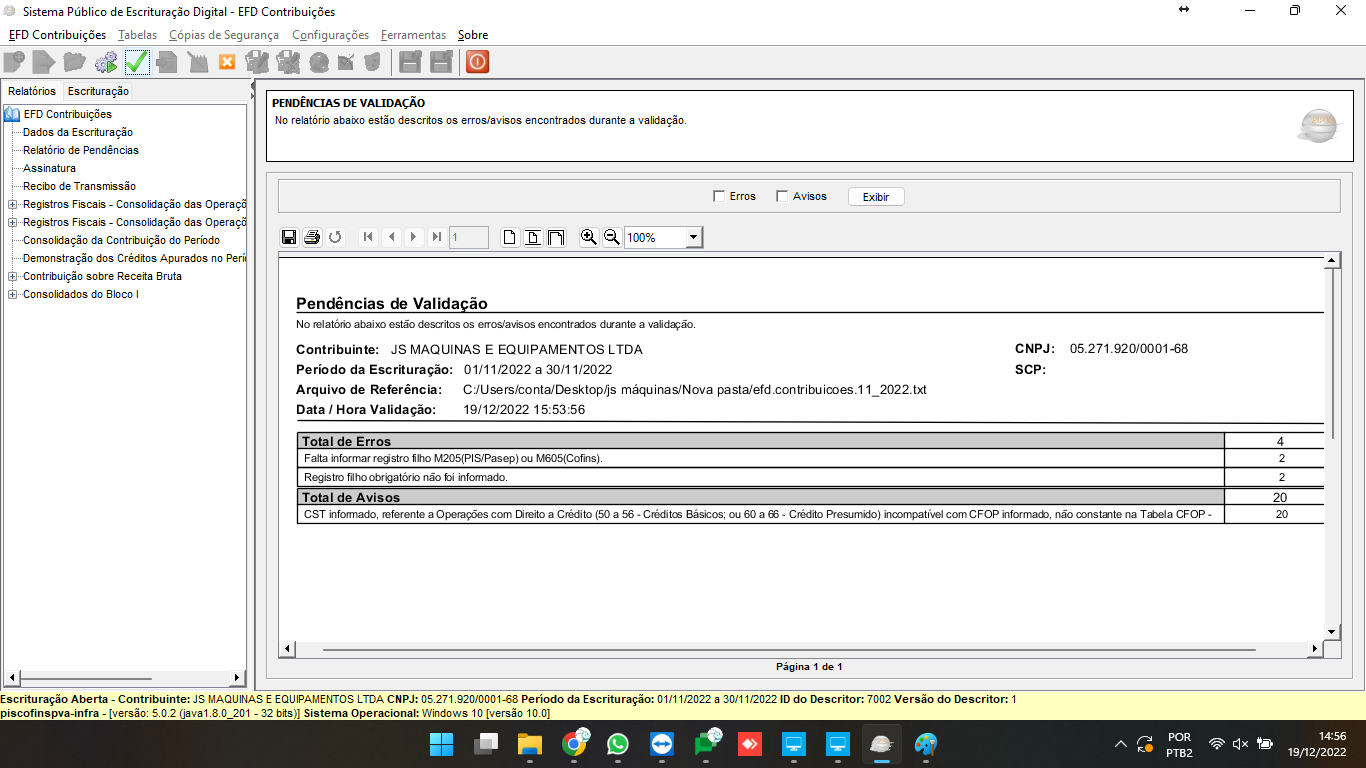 Sistema Público de Escrituração Digital - EFD Contribuições
EFD Contribuições Tabelas Cópias de Segurança Configurações Ferramentas Sobre
Relatórios Escrituração
EFD Contribuições
Dados da Escrituração
Relatório de Pendências
Assinatura
Recibo de Transmissão
Registros Fiscais - Consolidação das Operaçõ
Registros Fiscais - Consolidação das Operaçõ
Consolidação da Contribuição do Período
Demonstração dos Créditos Apurados no Perí
Contribuição sobre Receita Bruta
Consolidados do Bloco I
PENDÊNCIAS DE VALIDAÇÃO
No relatório abaixo estão descritos os erros/avisos encontrados durante a validação.
Erros Avisos Exibir
1 100%
Pendências de Validação
No relatório abaixo estão descritos os erros/avisos encontrados durante a validação.
Contribuinte: JS MAQUINAS E EQUIPAMENTOS LTDA CNPJ: 05.271.920/0001-68
Período da Escrituração: 01/11/2022 a 30/11/2022 SCP:
Arquivo de Referência: C:/Users/conta/Desktop/js máquinas/Nova pasta/efd.contribuicoes.11_2022.txt
Data / Hora Validação: 19/12/2022 15:53:56
Total de Erros 4
Falta informar registro filho M205(PIS/Pasep) ou M605(Cofins). 2
Registro filho obrigatório não foi informado. 2
Total de Avisos 20
CST informado, referente a Operações com Direito a Crédito (50 a 56 - Créditos Básicos; ou 60 a 66 - Crédito Presumido) incompatível com CFOP informado, não constante na Tabela CFOP - 20
Página 1 de 1
Escrituração Aberta - Contribuinte: JS MAQUINAS E EQUIPAMENTOS LTDA CNPJ: 05.271.920/0001-68 Período da Escrituração: 01/11/2022 a 30/11/2022 ID do Descritor: 7002 Versão do Descritor: 1
piscofinspva-infra - [versão: 5.0.2 (java1.8.0_201 - 32 bits)] Sistema Operacional: Windows 10 [versão 10.0]
POR 14:56
PTB2 19/12/2022